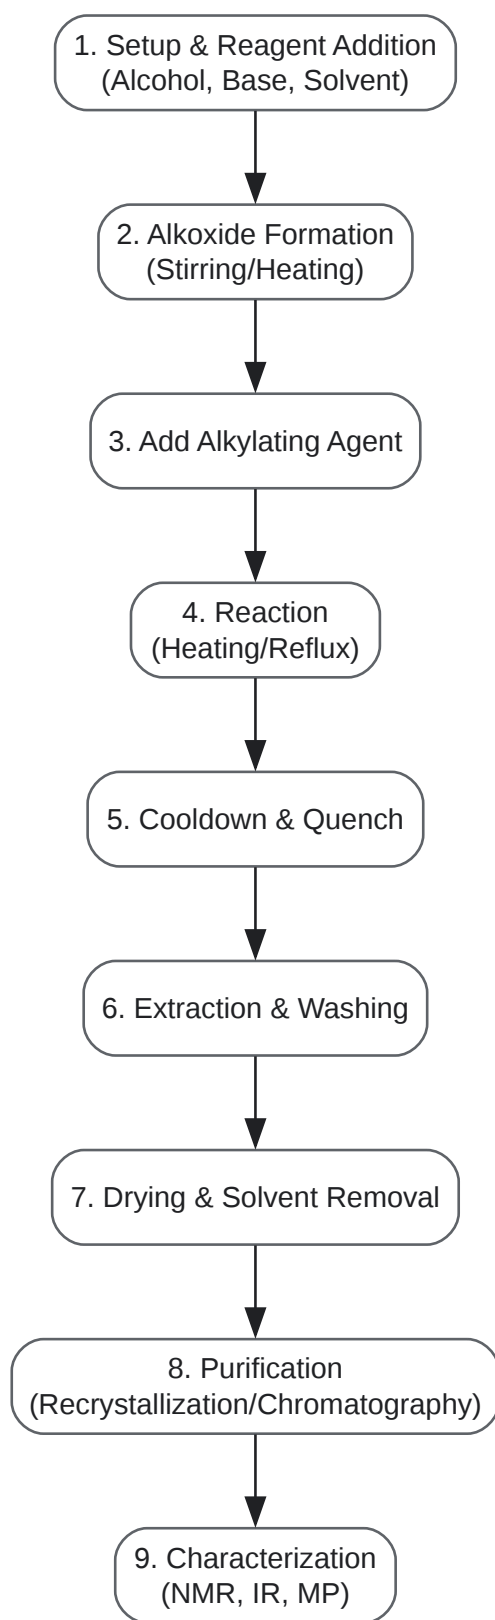 1. Setup & Reagent Addition
(Alcohol, Base, Solvent)
2. Alkoxide Formation
(Stirring/Heating)
3. Add Alkylating Agent
4. Reaction
(Heating/Reflux)
5. Cooldown & Quench
6. Extraction & Washing
7. Drying & Solvent Removal
8. Purification
(Recrystallization/Chromatography)
9. Characterization
(NMR, IR, MP)